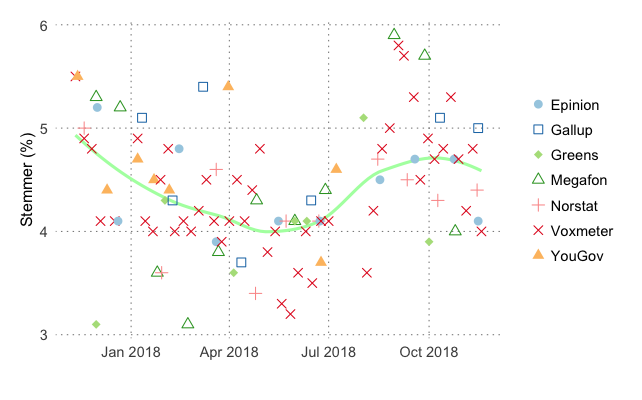 6
5
4
3
Stemmer (%)
Jan 2018
Apr 2018
Jul 2018
Oct 2018
Epinion
Gallup
Greens
Megafon
Norstat
Voxmeter
YouGov